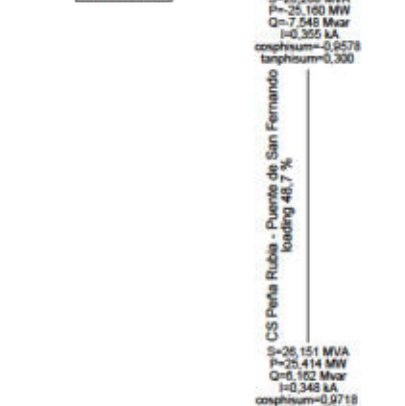 P=-25,160 MW
Q=-7,548 Mvar
I=0,355 kA
cosphisum=-0,9578
tanphisum=0,300
CS Peña Rubia - Puente de San Fernando
loading 48,7 %
S=26,151 MVA
P=25,414 MW
Q=6,162 Mvar
I=0,348 kA
cosphisum=0,9718